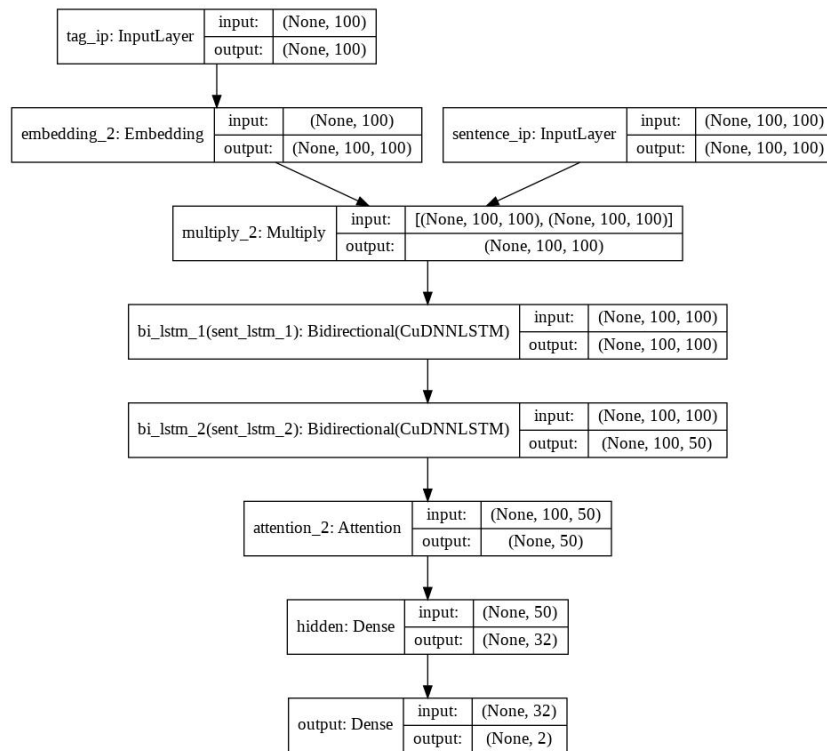 tag_ip: InputLayer
input: (None, 100)
output: (None, 100)
embedding_2: Embedding
input: (None, 100)
output: (None, 100, 100)
sentence_ip: InputLayer
input: (None, 100, 100)
output: (None, 100, 100)
multiply_2: Multiply
input: [(None, 100, 100), (None, 100, 100)]
output: (None, 100, 100)
bi_lstm_1(sent_lstm_1): Bidirectional(CuDNNLSTM)
input: (None, 100, 100)
output: (None, 100, 100)
bi_lstm_2(sent_lstm_2): Bidirectional(CuDNNLSTM)
input: (None, 100, 100)
output: (None, 100, 50)
attention_2: Attention
input: (None, 100, 50)
output: (None, 50)
hidden: Dense
input: (None, 50)
output: (None, 32)
output: Dense
input: (None, 32)
output: (None, 2)